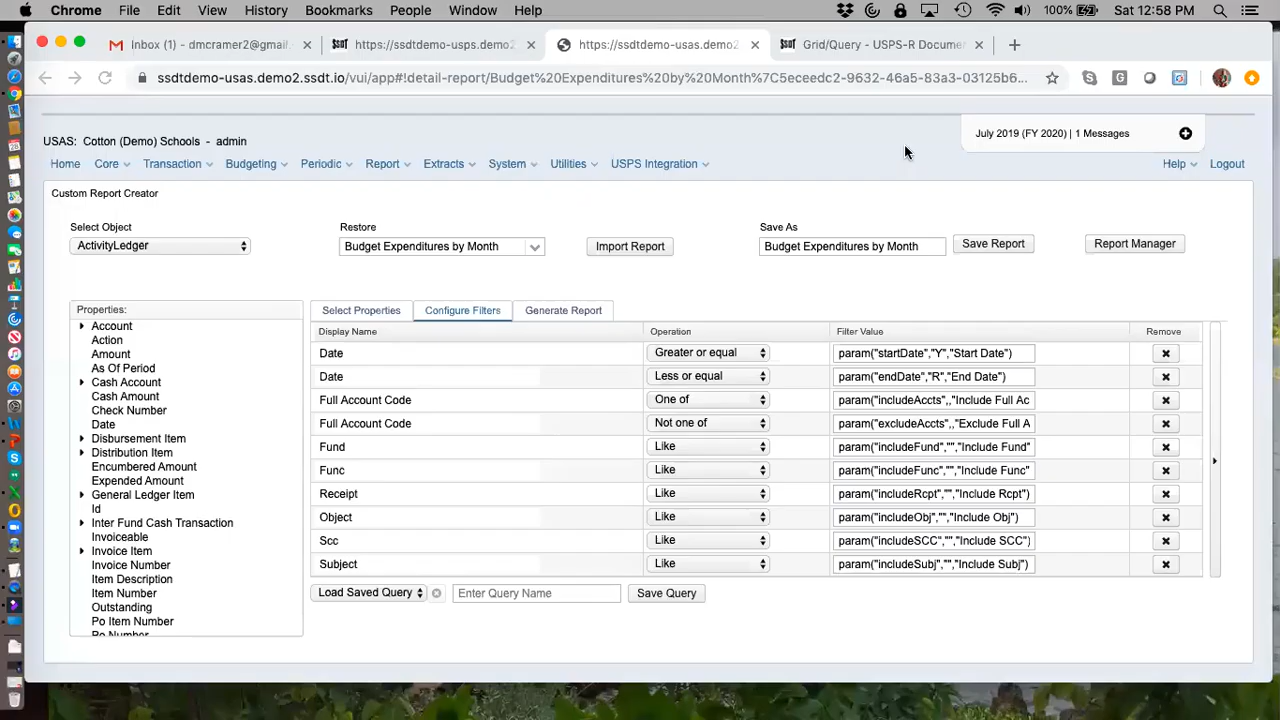 Chrome File Edit View History Bookmarks People Window Help 100% Sat 12:58 PM
Inbox (1) - dmcramer2@gmail. https://ssdtdemo-usps.demo2 https://ssdtdemo-usas.demo2 Grid/Query - USPS-R Documen
ssdtdemo-usas.demo2.ssdt.io/vui/app#!detail-report/Budget%20Expenditures%20by%20Month%7C5eceedc2-9632-46a5-83a3-03125b6...
July 2019 (FY 2020) | 1 Messages
USAS: Cotton (Demo) Schools - admin
Home Core Transaction Budgeting Periodic Report Extracts System Utilities USPS Integration Help Logout
Custom Report Creator
Select Object Restore Save As
ActivityLedger Budget Expenditures by Month Import Report Budget Expenditures by Month Save Report Report Manager
Properties: Select Properties Configure Filters Generate Report
Display Name Operation Filter Value Remove
Date Greater or equal param("startDate","Y","Start Date")
Date Less or equal param("endDate","R","End Date")
Full Account Code One of param("includeAccts",,"Include Full Ac
Full Account Code Not one of param("excludeAccts",,"Exclude Full A
Fund Like param("includeFund","","Include Fund"
Func Like param("includeFunc","","Include Func"
Receipt Like param("includeRcpt","","Include Rcpt")
Object Like param("includeObj","","Include Obj")
Scc Like param("includeSCC","","Include SCC")
Subject Like param("includeSubj","","Include Subj")
Load Saved Query Enter Query Name Save Query
Account
Action
Amount
As Of Period
Cash Account
Cash Amount
Check Number
Date
Disbursement Item
Distribution Item
Encumbered Amount
Expended Amount
General Ledger Item
Id
Inter Fund Cash Transaction
Invoiceable
Invoice Item
Invoice Number
Item Description
Item Number
Outstanding
Po Item Number
Po Number